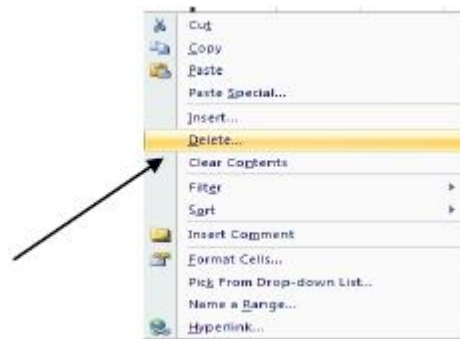 Cut
Copy
Paste
Paste Special...
Insert...
Delete...
Clear Contents
Filter
Sort
Insert Comment
Format Cells...
Pick From Drop-down List...
Name a Range...
Hyperlink...